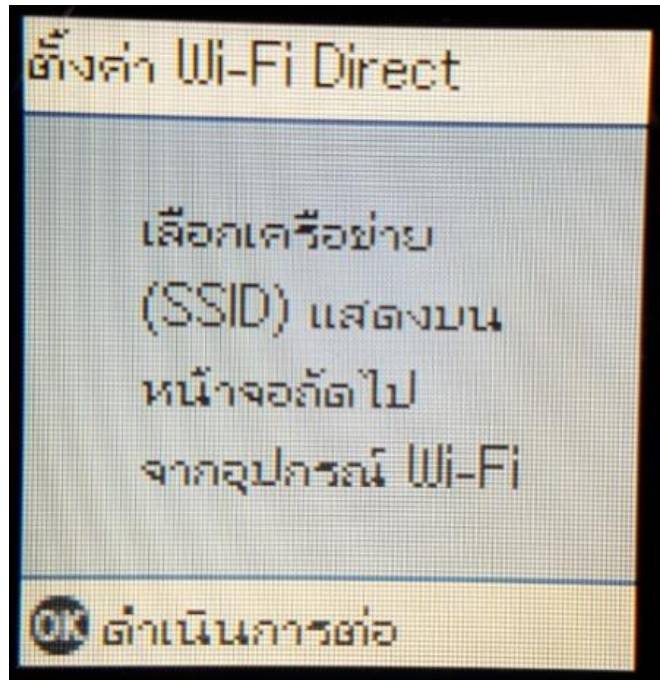 ตั้งค่า Wi-Fi Direct
เลือกเครือข่าย
(SSID) แสดงบน
หน้าจอถัดไป
จากอุปกรณ์ Wi-Fi
OK ดำเนินการต่อ